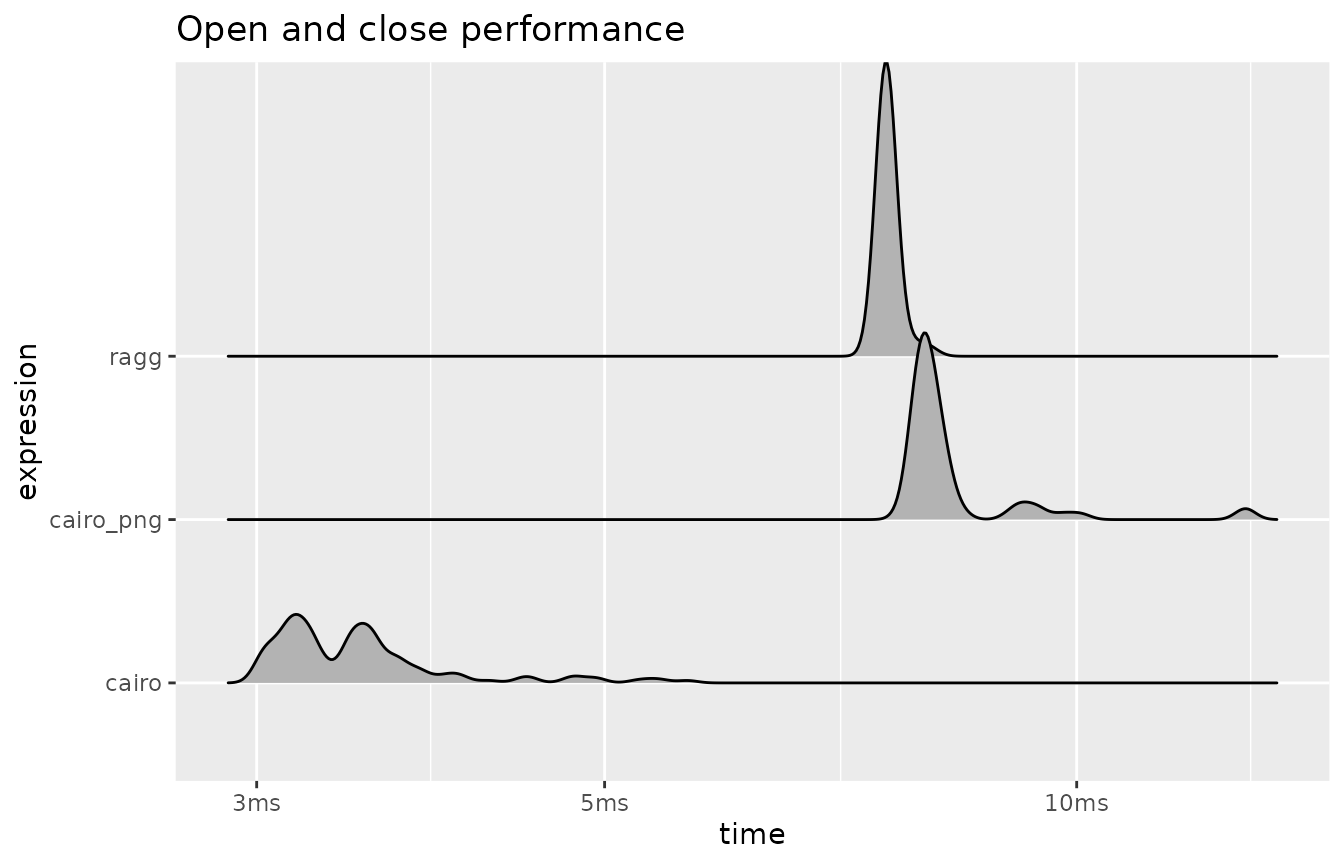 Open and close performance
expression
ragg
cairo_png
cairo
3ms 5ms 10ms
time